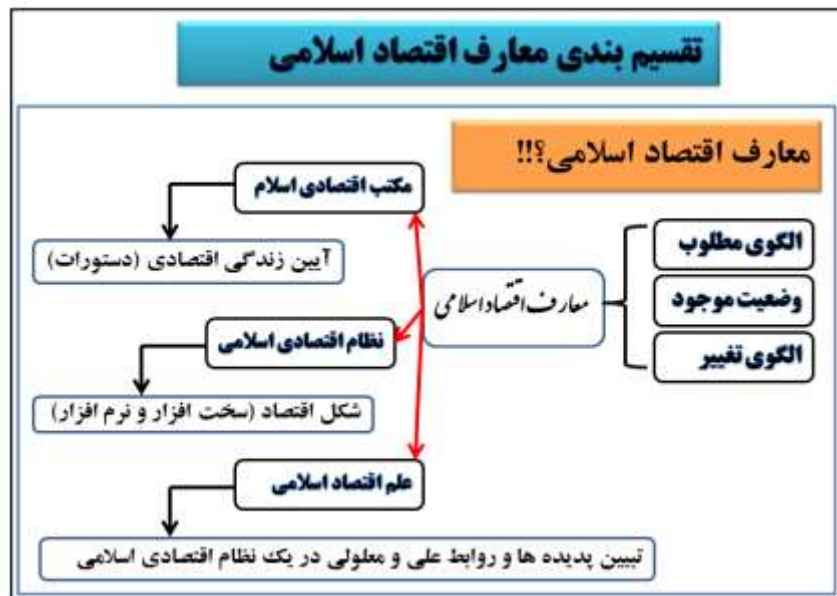 تقسیم بندی معارف اقتصاد اسلامی
معارف اقتصاد اسلامی؟!!
الگوی مطلوب
وضعیت موجود
الگوی تغییر
معارف اقتصاد اسلامی
مکتب اقتصادی اسلام
آیین زندگی اقتصادی (دستورات)
نظام اقتصادی اسلامی
شکل اقتصاد (سخت افزار و نرم افزار)
علم اقتصاد اسلامی
تبیین پدیده ها و روابط علی و معلولی در یک نظام اقتصادی اسلامی